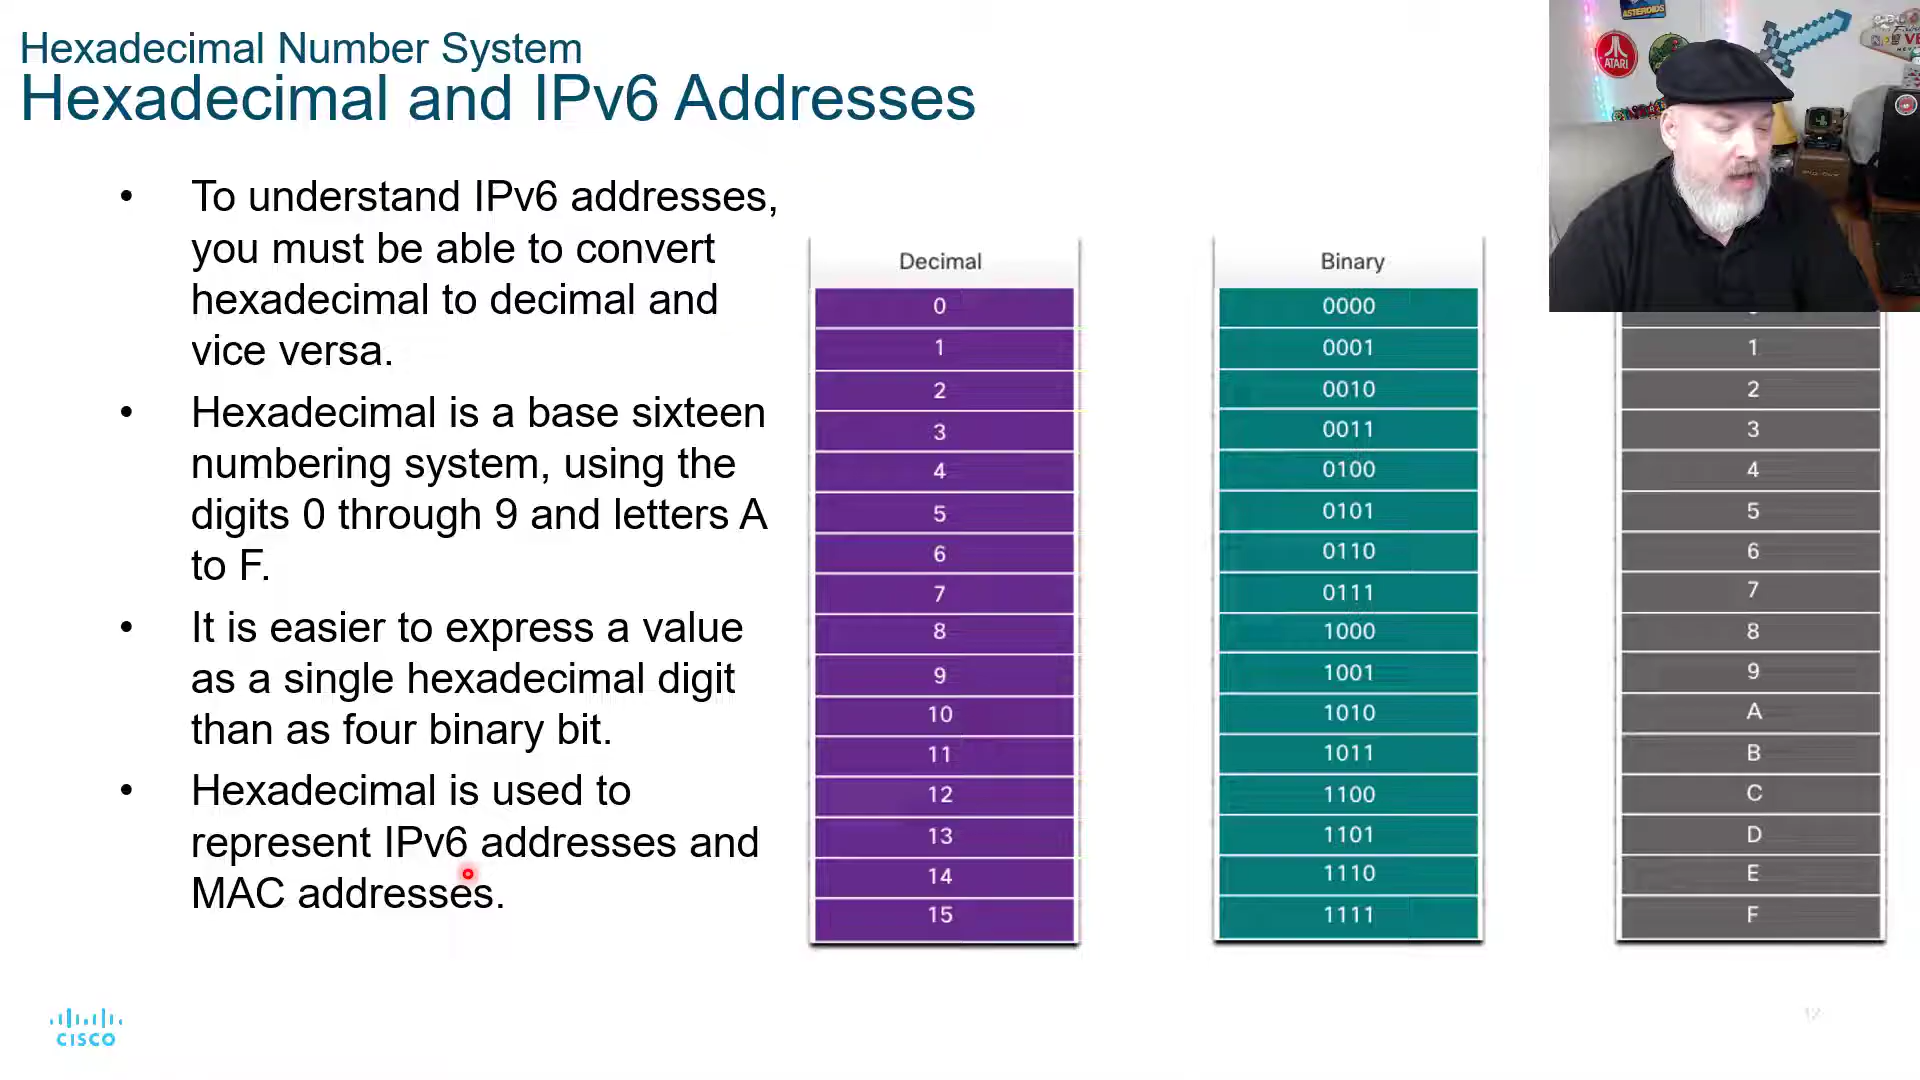 Hexadecimal Number System
Hexadecimal and IPv6 Addresses
• To understand IPv6 addresses,
you must be able to convert
hexadecimal to decimal and
vice versa.
• Hexadecimal is a base sixteen
numbering system, using the
digits 0 through 9 and letters A
to F.
• It is easier to express a value
as a single hexadecimal digit
than as four binary bit.
• Hexadecimal is used to
represent IPv6 addresses and
MAC addresses.
Decimal
0
1
2
3
4
5
6
7
8
9
10
11
12
13
14
15
Binary
0000
0001
0010
0011
0100
0101
0110
0111
1000
1001
1010
1011
1100
1101
1110
1111
1
2
3
4
5
6
7
8
9
A
B
C
D
E
F
ASTEROIDS
ATARI
CISCO
12